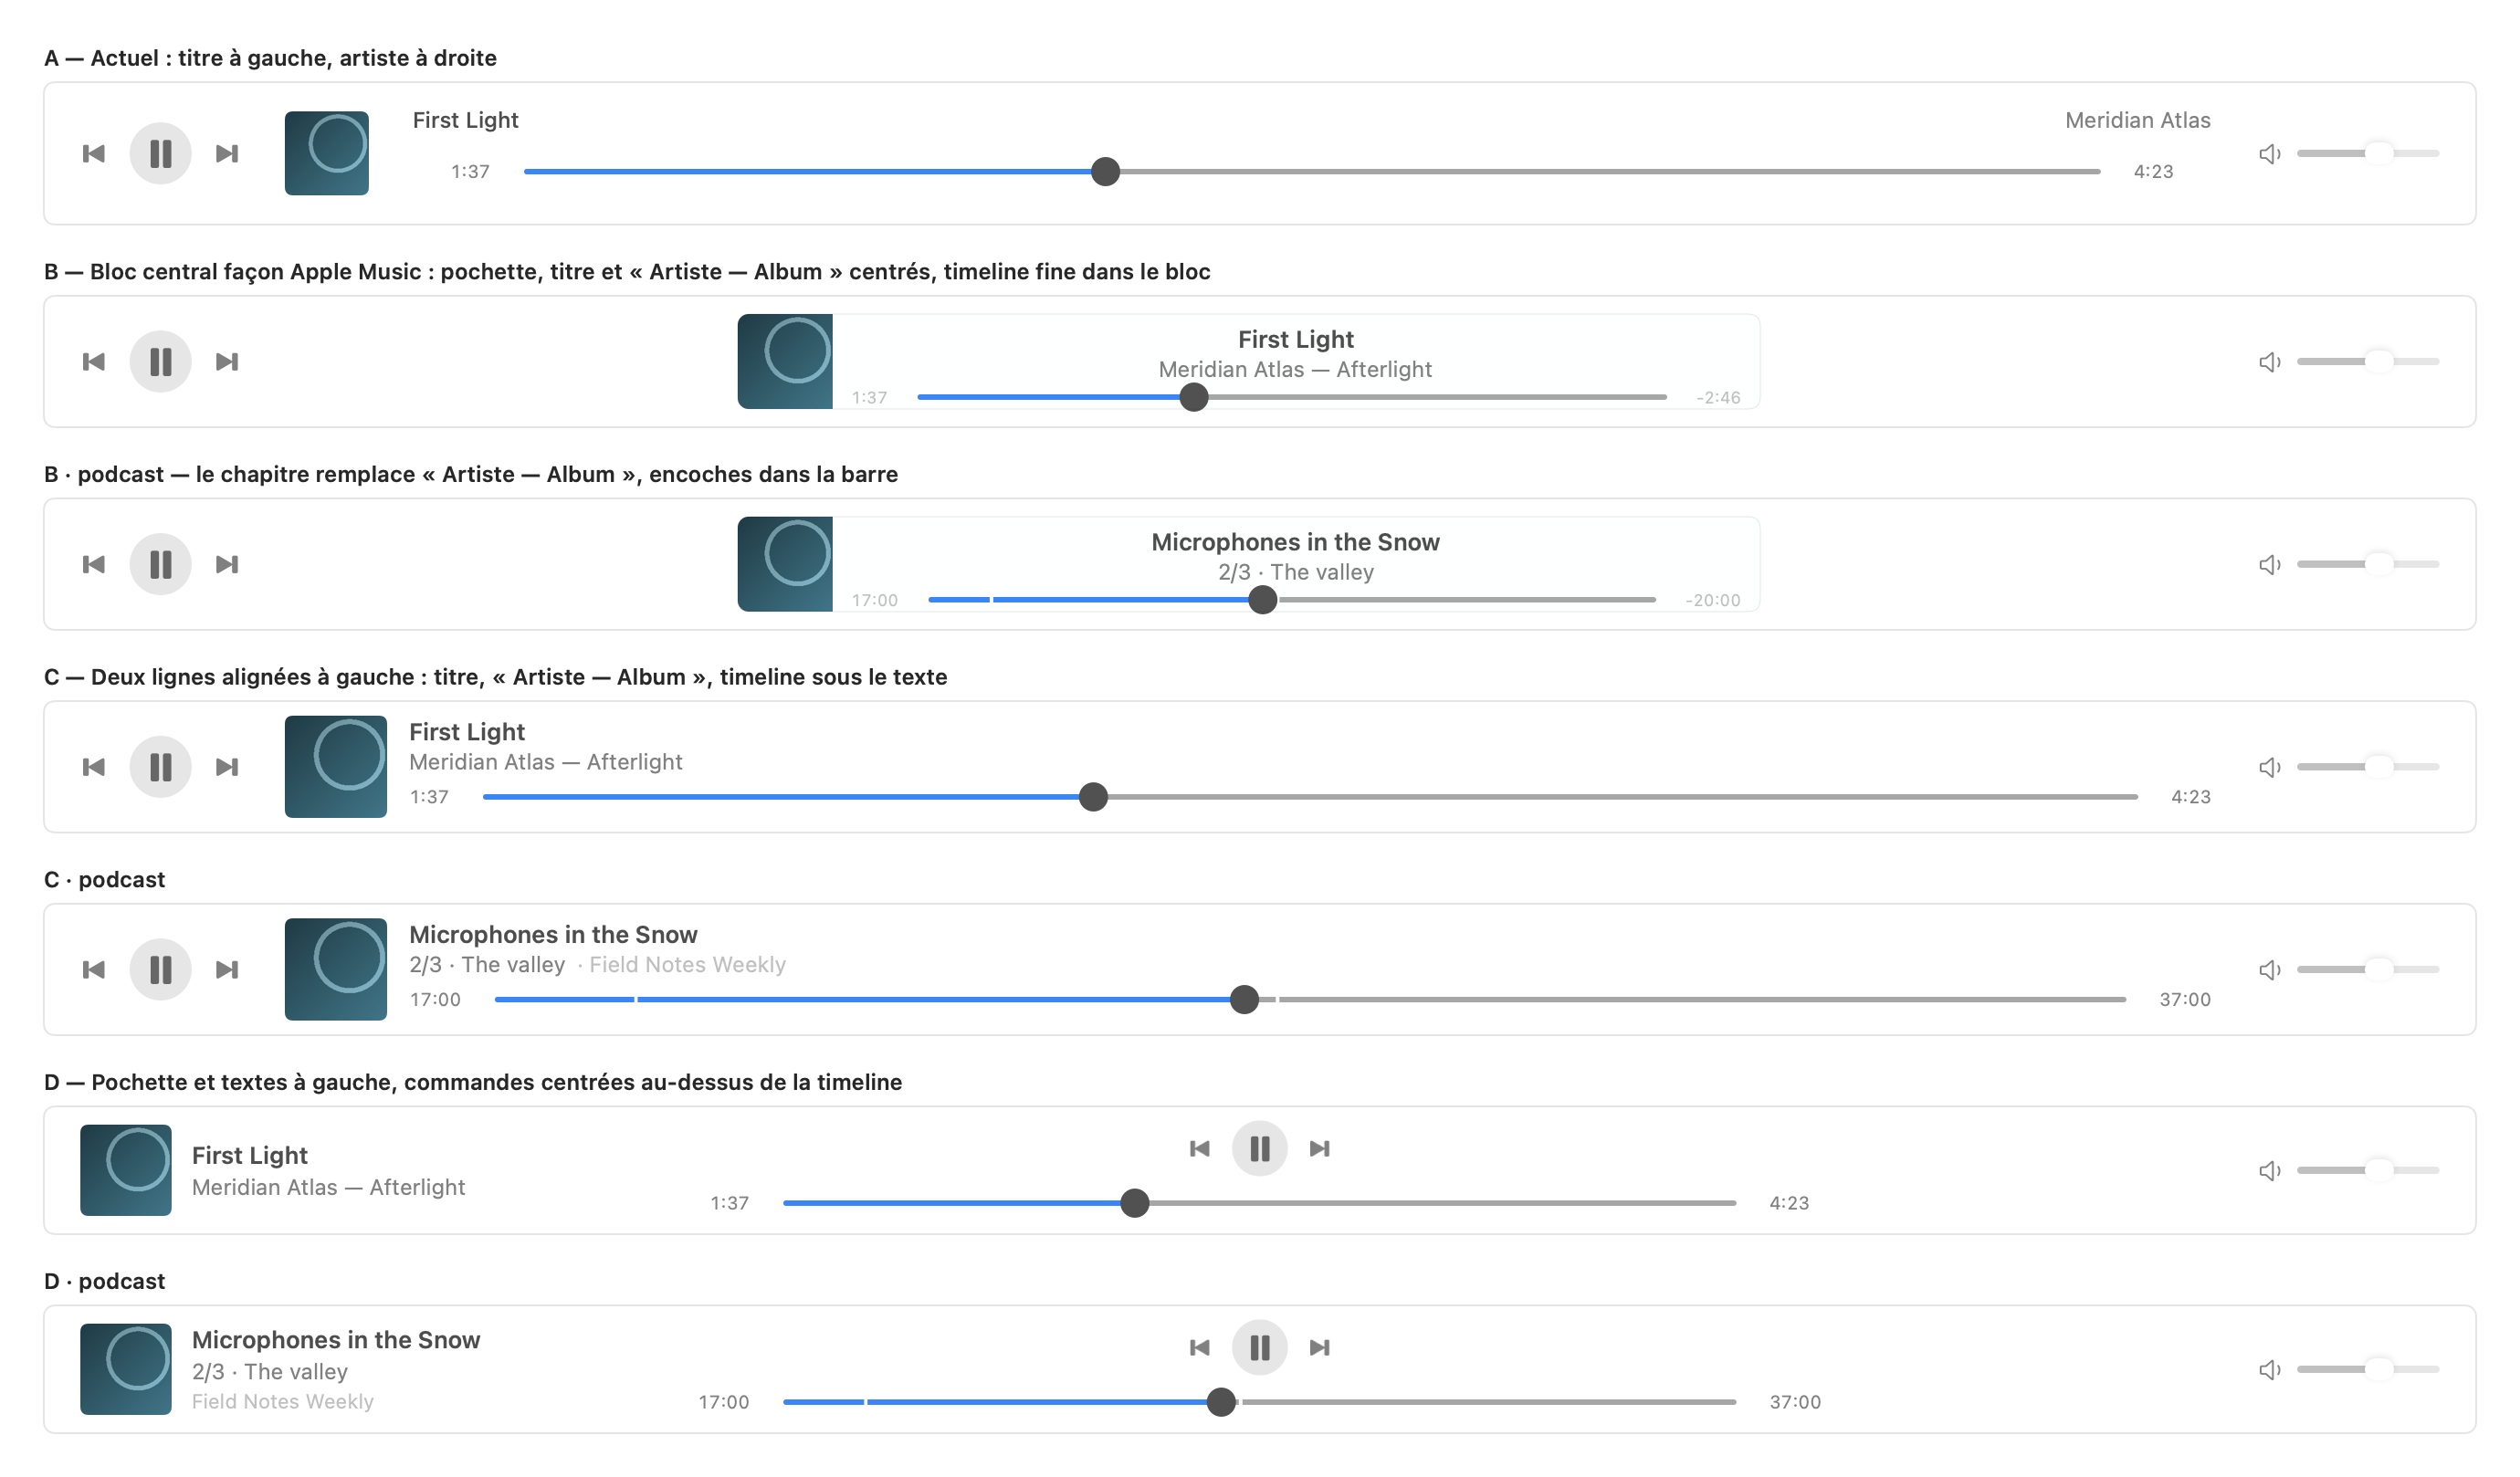 A — Actuel : titre à gauche, artiste à droite
First Light
Meridian Atlas
1:37
4:23
B — Bloc central façon Apple Music : pochette, titre et « Artiste — Album » centrés, timeline fine dans le bloc
First Light
Meridian Atlas — Afterlight
1:37
-2:46
B · podcast — le chapitre remplace « Artiste — Album », encoches dans la barre
Microphones in the Snow
2/3 · The valley
17:00
-20:00
C — Deux lignes alignées à gauche : titre, « Artiste — Album », timeline sous le texte
First Light
Meridian Atlas — Afterlight
1:37
4:23
C · podcast
Microphones in the Snow
2/3 · The valley · Field Notes Weekly
17:00
37:00
D — Pochette et textes à gauche, commandes centrées au-dessus de la timeline
First Light
Meridian Atlas — Afterlight
1:37
4:23
D · podcast
Microphones in the Snow
2/3 · The valley
Field Notes Weekly
17:00
37:00